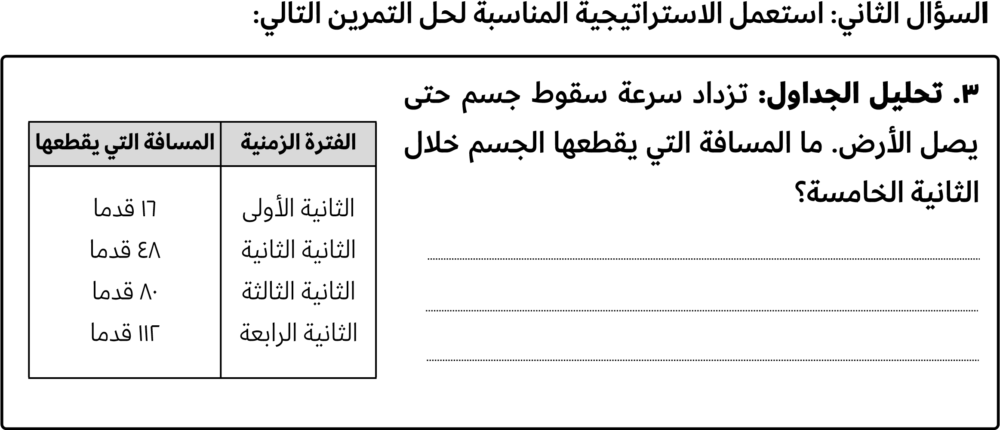 السؤال الثاني: استعمل الاستراتيجية المناسبة لحل التمرين التالي:
٣. تحليل الجداول: تزداد سرعة سقوط جسم حتى
يصل الأرض. ما المسافة التي يقطعها الجسم خلال
الثانية الخامسة؟
الفترة الزمنية المسافة التي يقطعها
الثانية الأولى ١٦ قدما
الثانية الثانية ٤٨ قدما
الثانية الثالثة ٨٠ قدما
الثانية الرابعة ١١٢ قدما